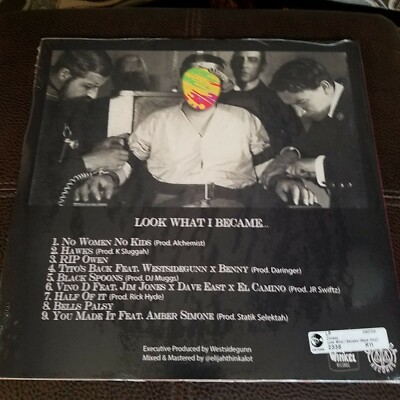 LOOK WHAT I BECAME...
1. NO WOMEN NO KIDS (Prod. Alchemist)
2. HAWKS (Prod. K Sluggah)
3. RIP OWEN
4. TITO'S BACK FEAT. WESTSIDEGUNN X BENNY (Prod. Daringer)
5. BLACK SPOONS (Prod. DJ Muggs)
6. VINO D FEAT. JIM JONES X DAVE EAST X EL CAMINO (Prod. JR Swiftz)
7. HALF OF IT (Prod. Rick Hyde)
8. BELLS PALSY
9. YOU MADE IT FEAT. AMBER SIMONE (Prod. Statik Selektah)
Executive Produced by Westsidegunn
Mixed & Mastered by @elijahthinkalot
LP